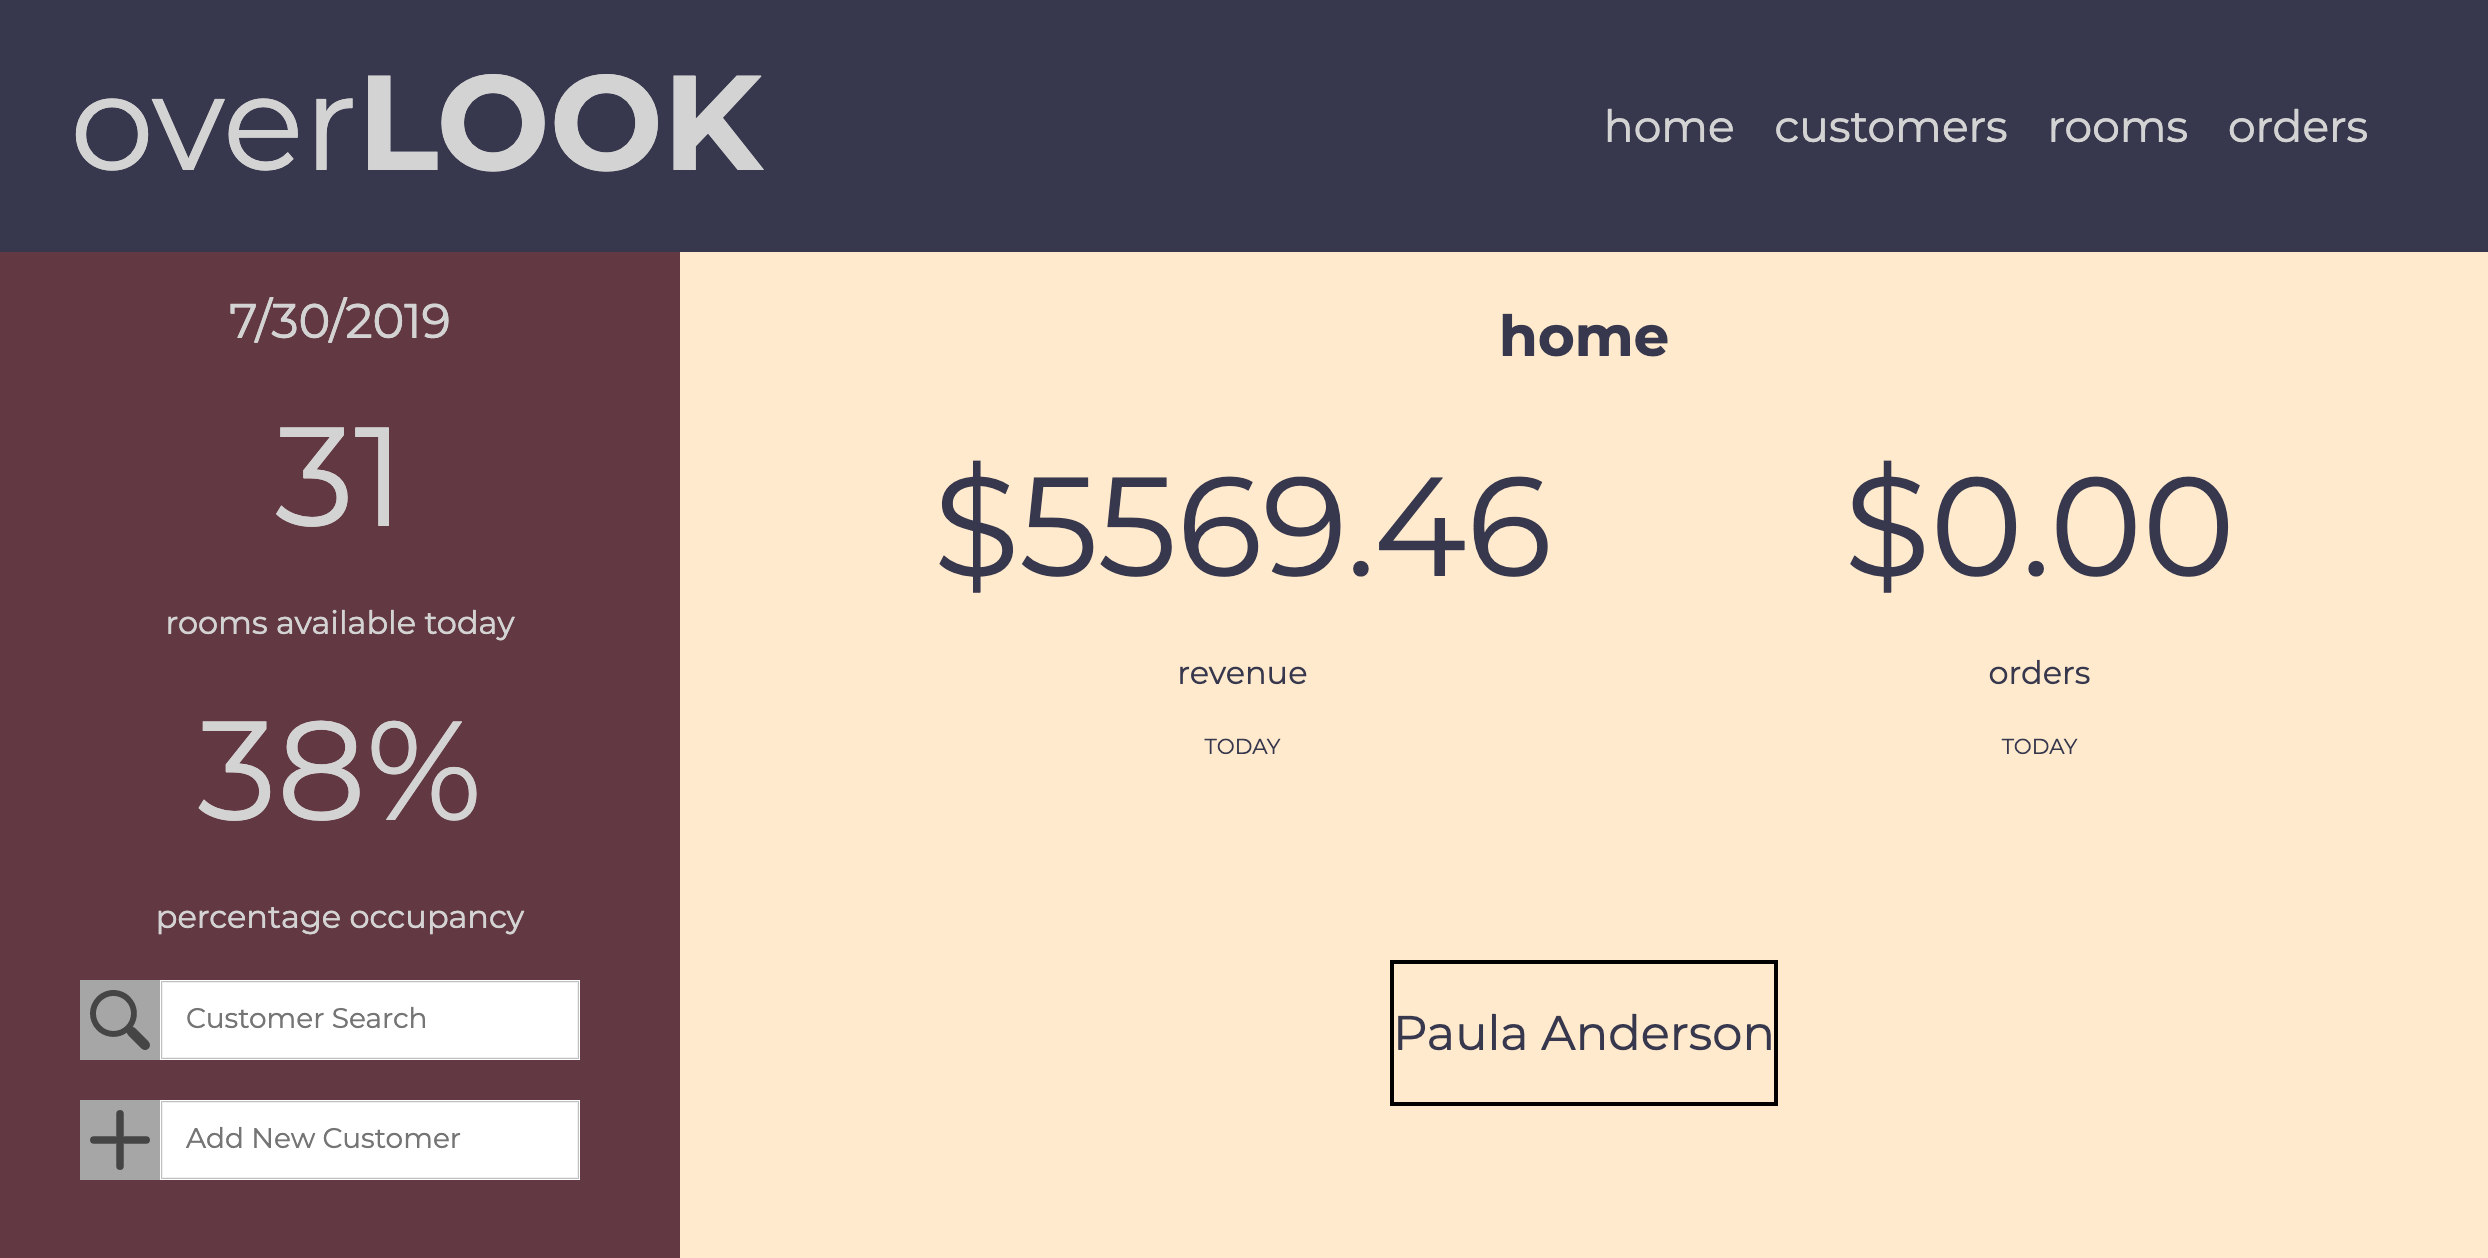 overLOOK
home customers rooms orders
7/30/2019
31
rooms available today
38%
percentage occupancy
Customer Search
Add New Customer
home
$5569.46 $0.00
revenue orders
TODAY TODAY
Paula Anderson